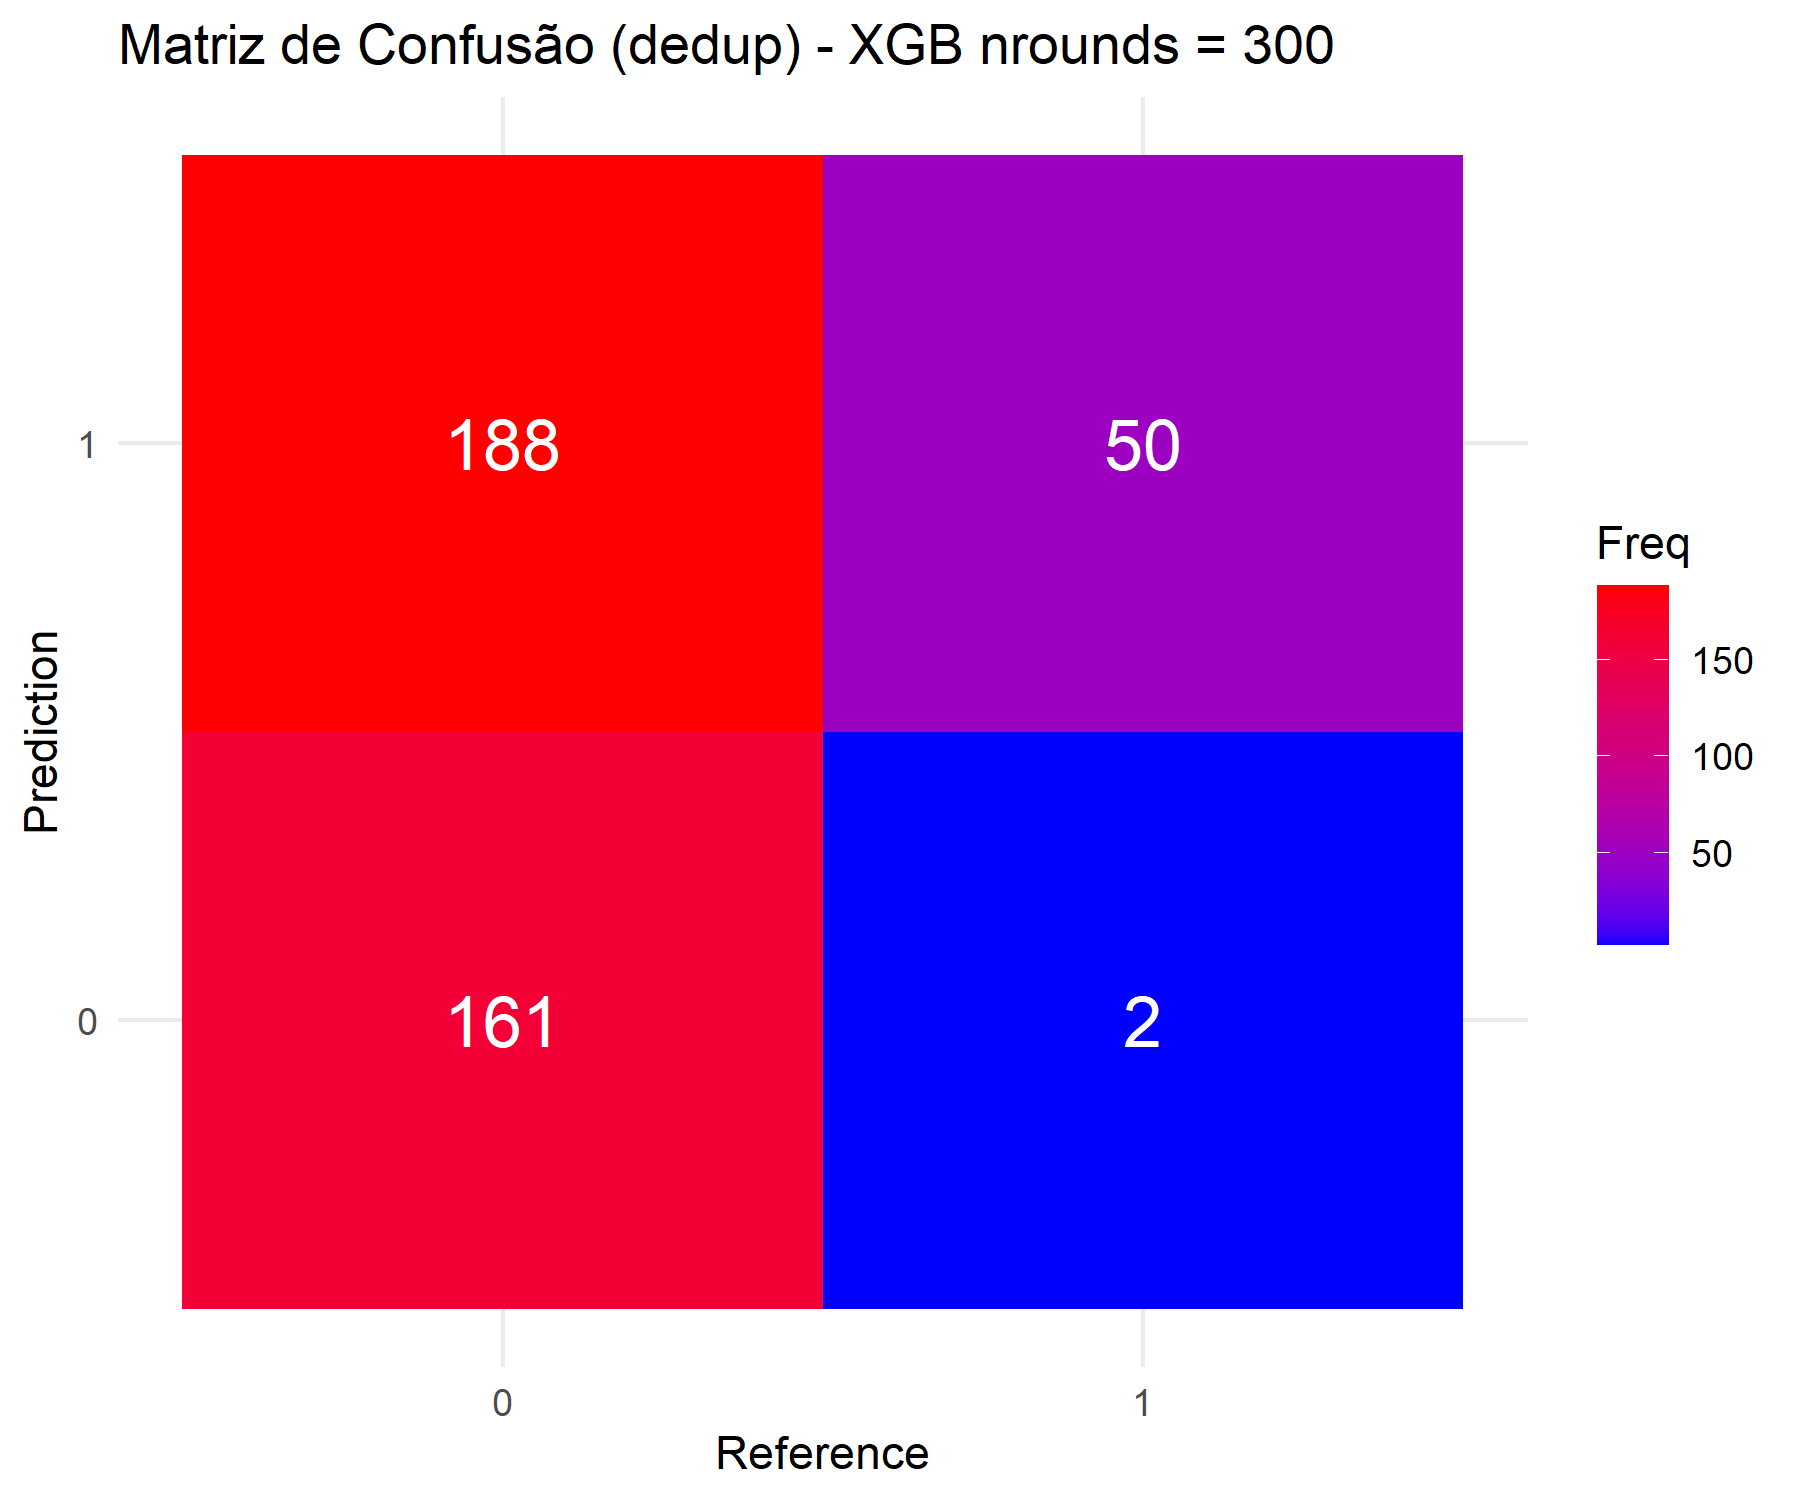 Matriz de Confusão (dedup) - XGB nrounds = 300
Prediction
1
0
188
50
161
2
0
1
Reference
Freq
150
100
50